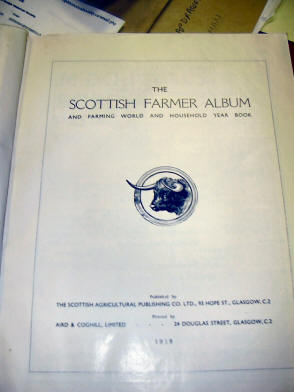 THE
SCOTTISH FARMER ALBUM
AND FARMING WORLD AND HOUSEHOLD YEAR BOOK
Published by
THE SCOTTISH AGRICULTURAL PUBLISHING CO. LTD., 93 HOPE ST., GLASGOW, C.2
Printed by
AIRD & COGHILL, LIMITED - - - 24 DOUGLAS STREET, GLASGOW, C.2